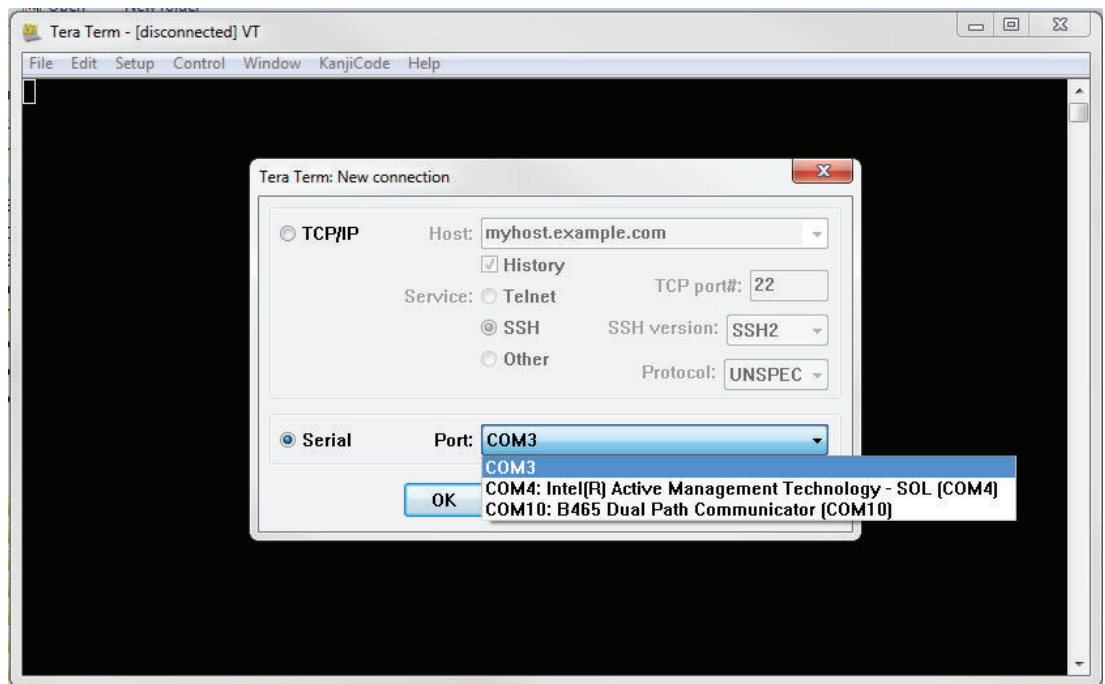 Tera Term - [disconnected] VT
File Edit Setup Control Window KanjiCode Help
Tera Term: New connection
TCP/IP Host: myhost.example.com
History
Service: Telnet TCP port#: 22
SSH SSH version: SSH2
Other Protocol: UNSPEC
Serial Port: COM3
COM3
COM4: Intel(R) Active Management Technology - SOL (COM4)
OK COM10: B465 Dual Path Communicator (COM10)